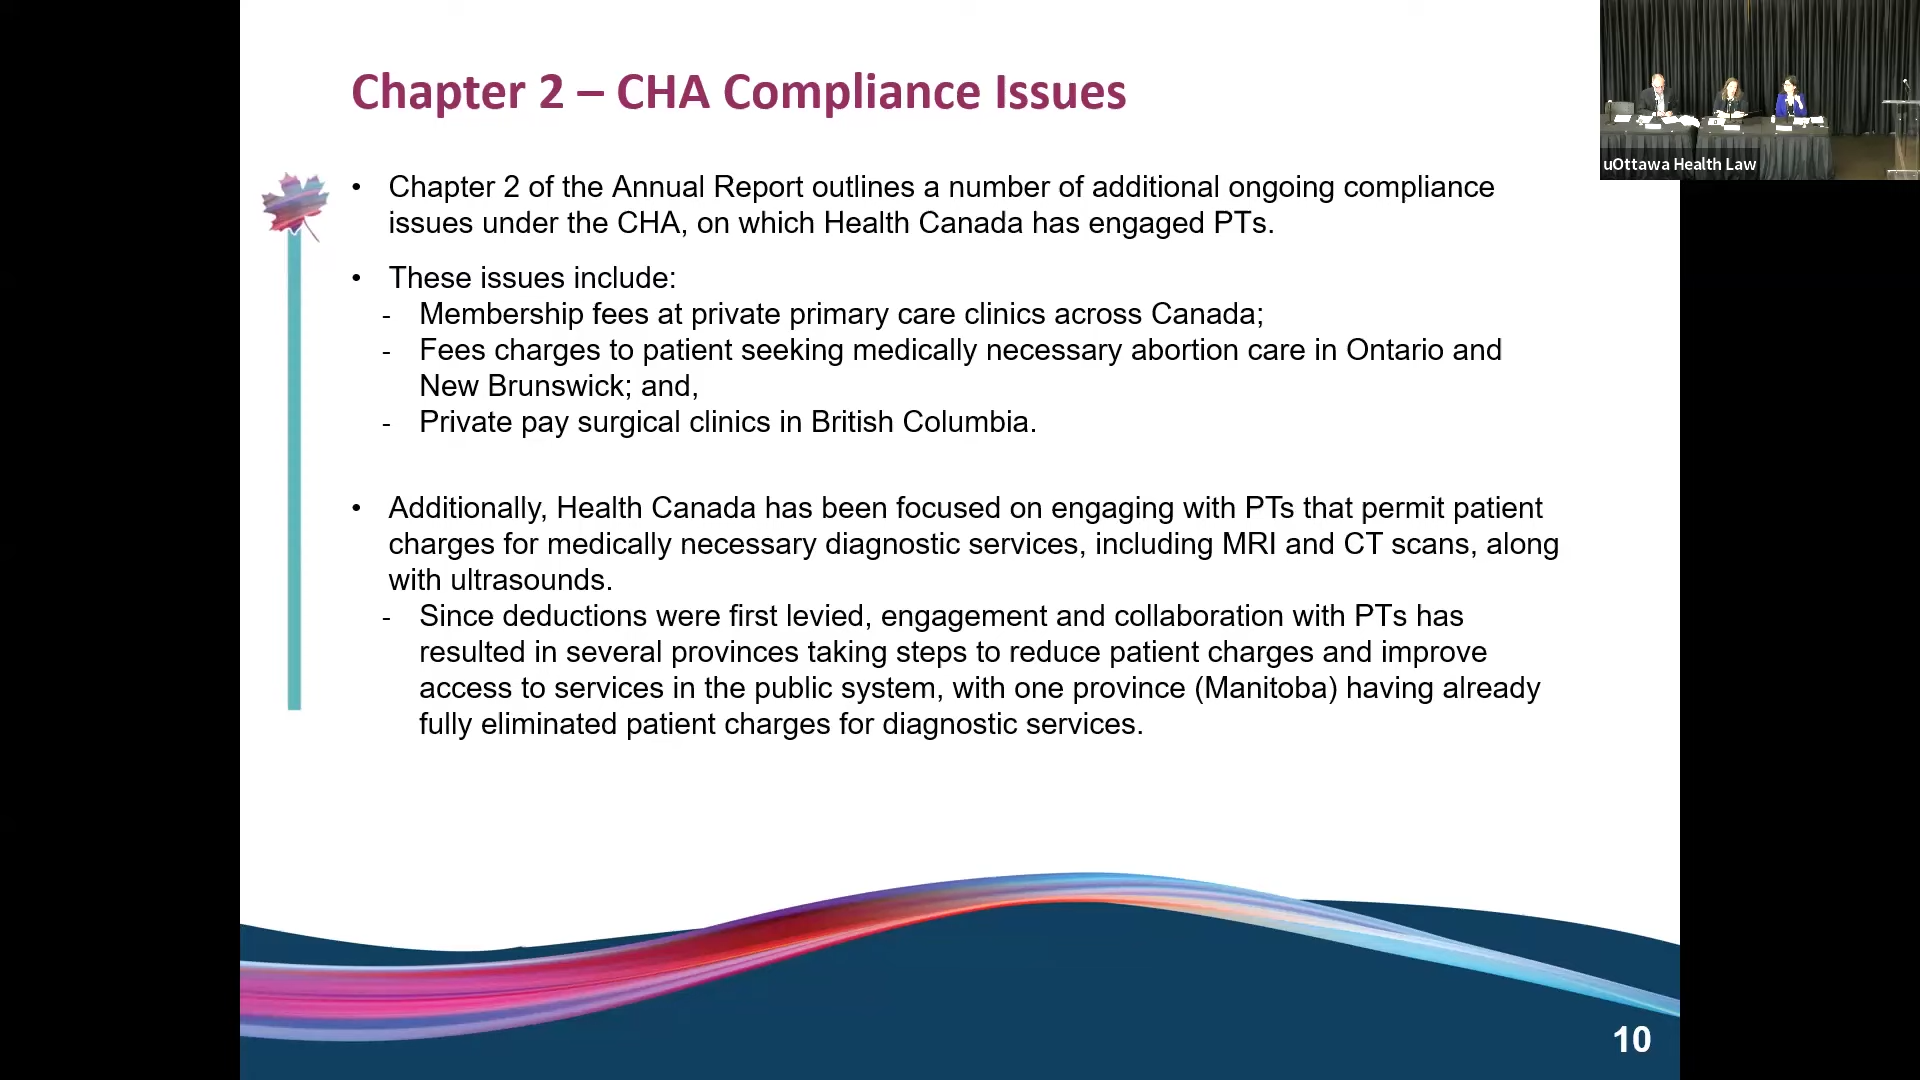 Chapter 2 – CHA Compliance Issues
uOttawa Health Law
• Chapter 2 of the Annual Report outlines a number of additional ongoing compliance
issues under the CHA, on which Health Canada has engaged PTs.
• These issues include:
- Membership fees at private primary care clinics across Canada;
- Fees charges to patient seeking medically necessary abortion care in Ontario and
New Brunswick; and,
- Private pay surgical clinics in British Columbia.
• Additionally, Health Canada has been focused on engaging with PTs that permit patient
charges for medically necessary diagnostic services, including MRI and CT scans, along
with ultrasounds.
- Since deductions were first levied, engagement and collaboration with PTs has
resulted in several provinces taking steps to reduce patient charges and improve
access to services in the public system, with one province (Manitoba) having already
fully eliminated patient charges for diagnostic services.
10